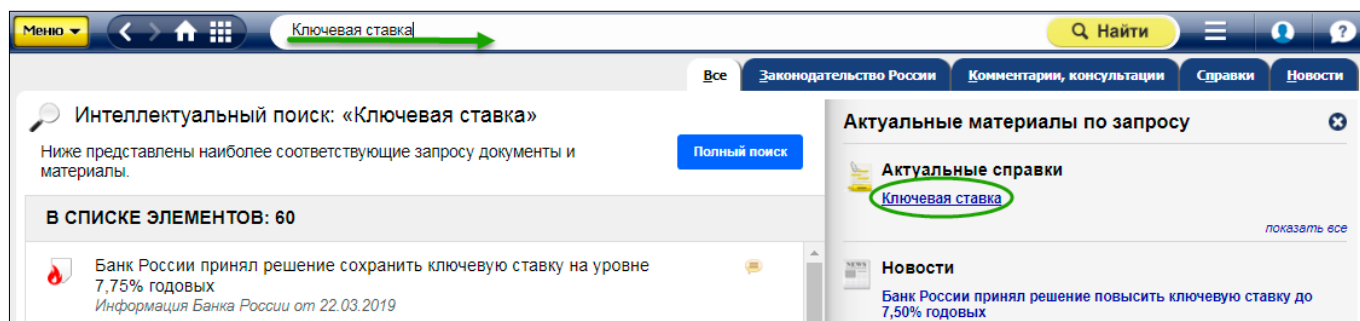 Меню
Ключевая ставка
Найти
Все
Законодательство России
Комментарии, консультации
Справки
Новости
Интеллектуальный поиск: «Ключевая ставка»
Ниже представлены наиболее соответствующие запросу документы и
материалы.
Полный поиск
В СПИСКЕ ЭЛЕМЕНТОВ: 60
Банк России принял решение сохранить ключевую ставку на уровне
7,75% годовых
Информация Банка России от 22.03.2019
Актуальные материалы по запросу
Актуальные справки
Ключевая ставка
показать все
NEWS
Новости
Банк России принял решение повысить ключевую ставку до
7,50% годовых